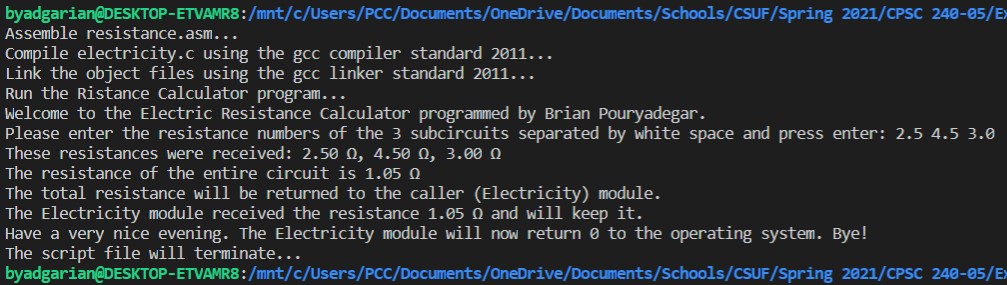 byadgarian@DESKTOP-ETVAMR8:/mnt/c/Users/PCC/Documents/OneDrive/Documents/Schools/CSUF/Spring 2021/CPSC 240-05/Ex
Assemble resistance.asm...
Compile electricity.c using the gcc compiler standard 2011...
Link the object files using the gcc linker standard 2011...
Run the Ristance Calculator program...
Welcome to the Electric Resistance Calculator programmed by Brian Pouryadegar.
Please enter the resistance numbers of the 3 subcircuits separated by white space and press enter: 2.5 4.5 3.0
These resistances were received: 2.50 Ω, 4.50 Ω, 3.00 Ω
The resistance of the entire circuit is 1.05 Ω
The total resistance will be returned to the caller (Electricity) module.
The Electricity module received the resistance 1.05 Ω and will keep it.
Have a very nice evening. The Electricity module will now return 0 to the operating system. Bye!
The script file will terminate...
byadgarian@DESKTOP-ETVAMR8:/mnt/c/Users/PCC/Documents/OneDrive/Documents/Schools/CSUF/Spring 2021/CPSC 240-05/Ex